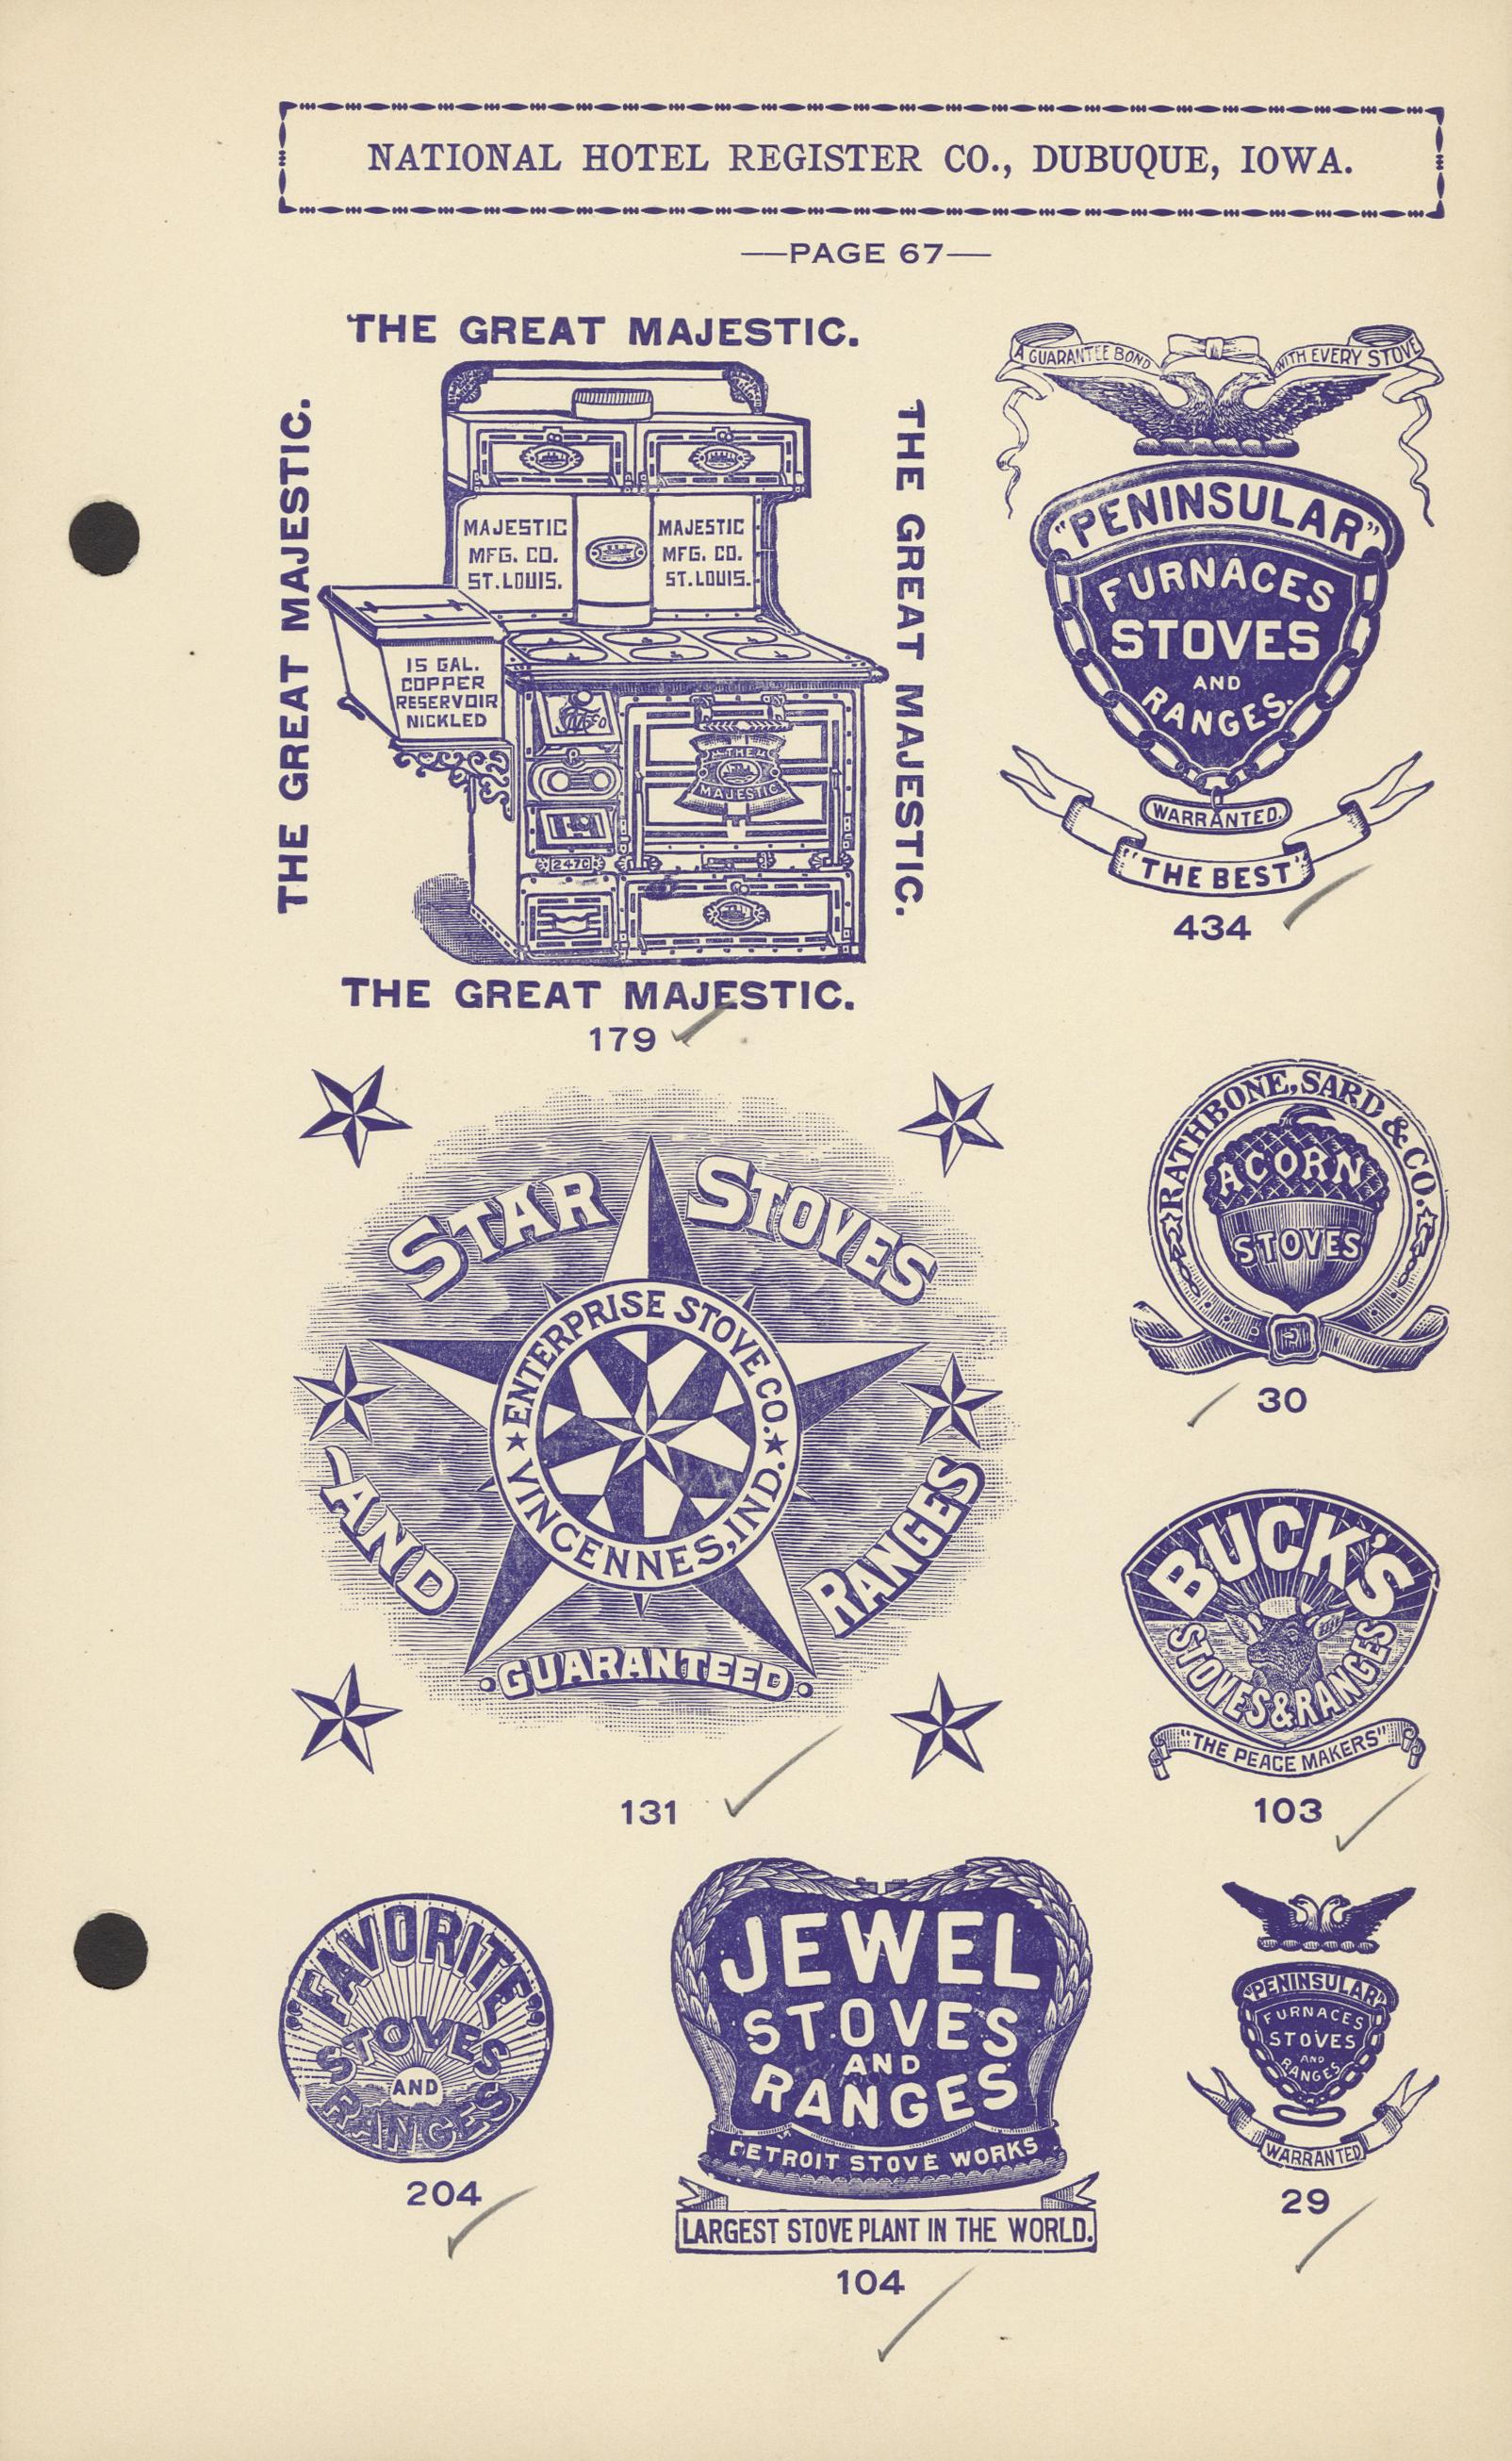 NATIONAL HOTEL REGISTER CO., DUBUQUE, IOWA.
—PAGE 67—
THE GREAT MAJESTIC.
THE GREAT MAJESTIC.
THE GREAT MAJESTIC.
MAJESTIC
MFG. CO.
ST. LOUIS.
MAJESTIC
MFG. CO.
ST. LOUIS.
15 GAL.
COPPER
RESERVOIR
NICKLED
"THE
MAJESTIC
247C
THE GREAT MAJESTIC.
179
A GUARANTEE BOND WITH EVERY STOVE
"PENINSULAR"
FURNACES
STOVES
AND
RANGES.
WARRANTED.
"THE BEST"
434
STAR STOVES
ENTERPRISE STOVE CO.
VINCENNES, IND.
AND RANGES
GUARANTEED
131
RATHBONE, SARD & CO.
ACORN
STOVES
30
BUCK'S
STOVES & RANGES
"THE PEACE MAKERS"
103
"FAVORITE"
STOVES
AND
RANGES
204
JEWEL
STOVES
AND
RANGES
DETROIT STOVE WORKS
LARGEST STOVE PLANT IN THE WORLD.
104
"PENINSULAR"
FURNACES
STOVES
AND
RANGES
WARRANTED
29